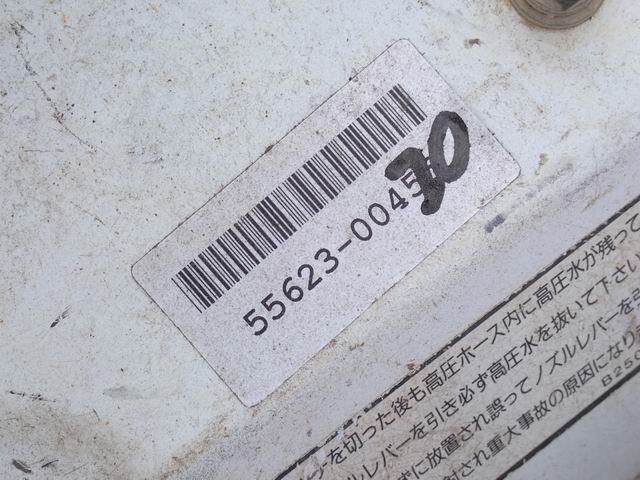 55623-0045
30
を切った後も高圧ホース内に高圧水が残って
ルレバーを引き必ず高圧水を抜いて下さい
ずに放置され誤ってノズルレバーを引
射され重大事故の原因になり
B250